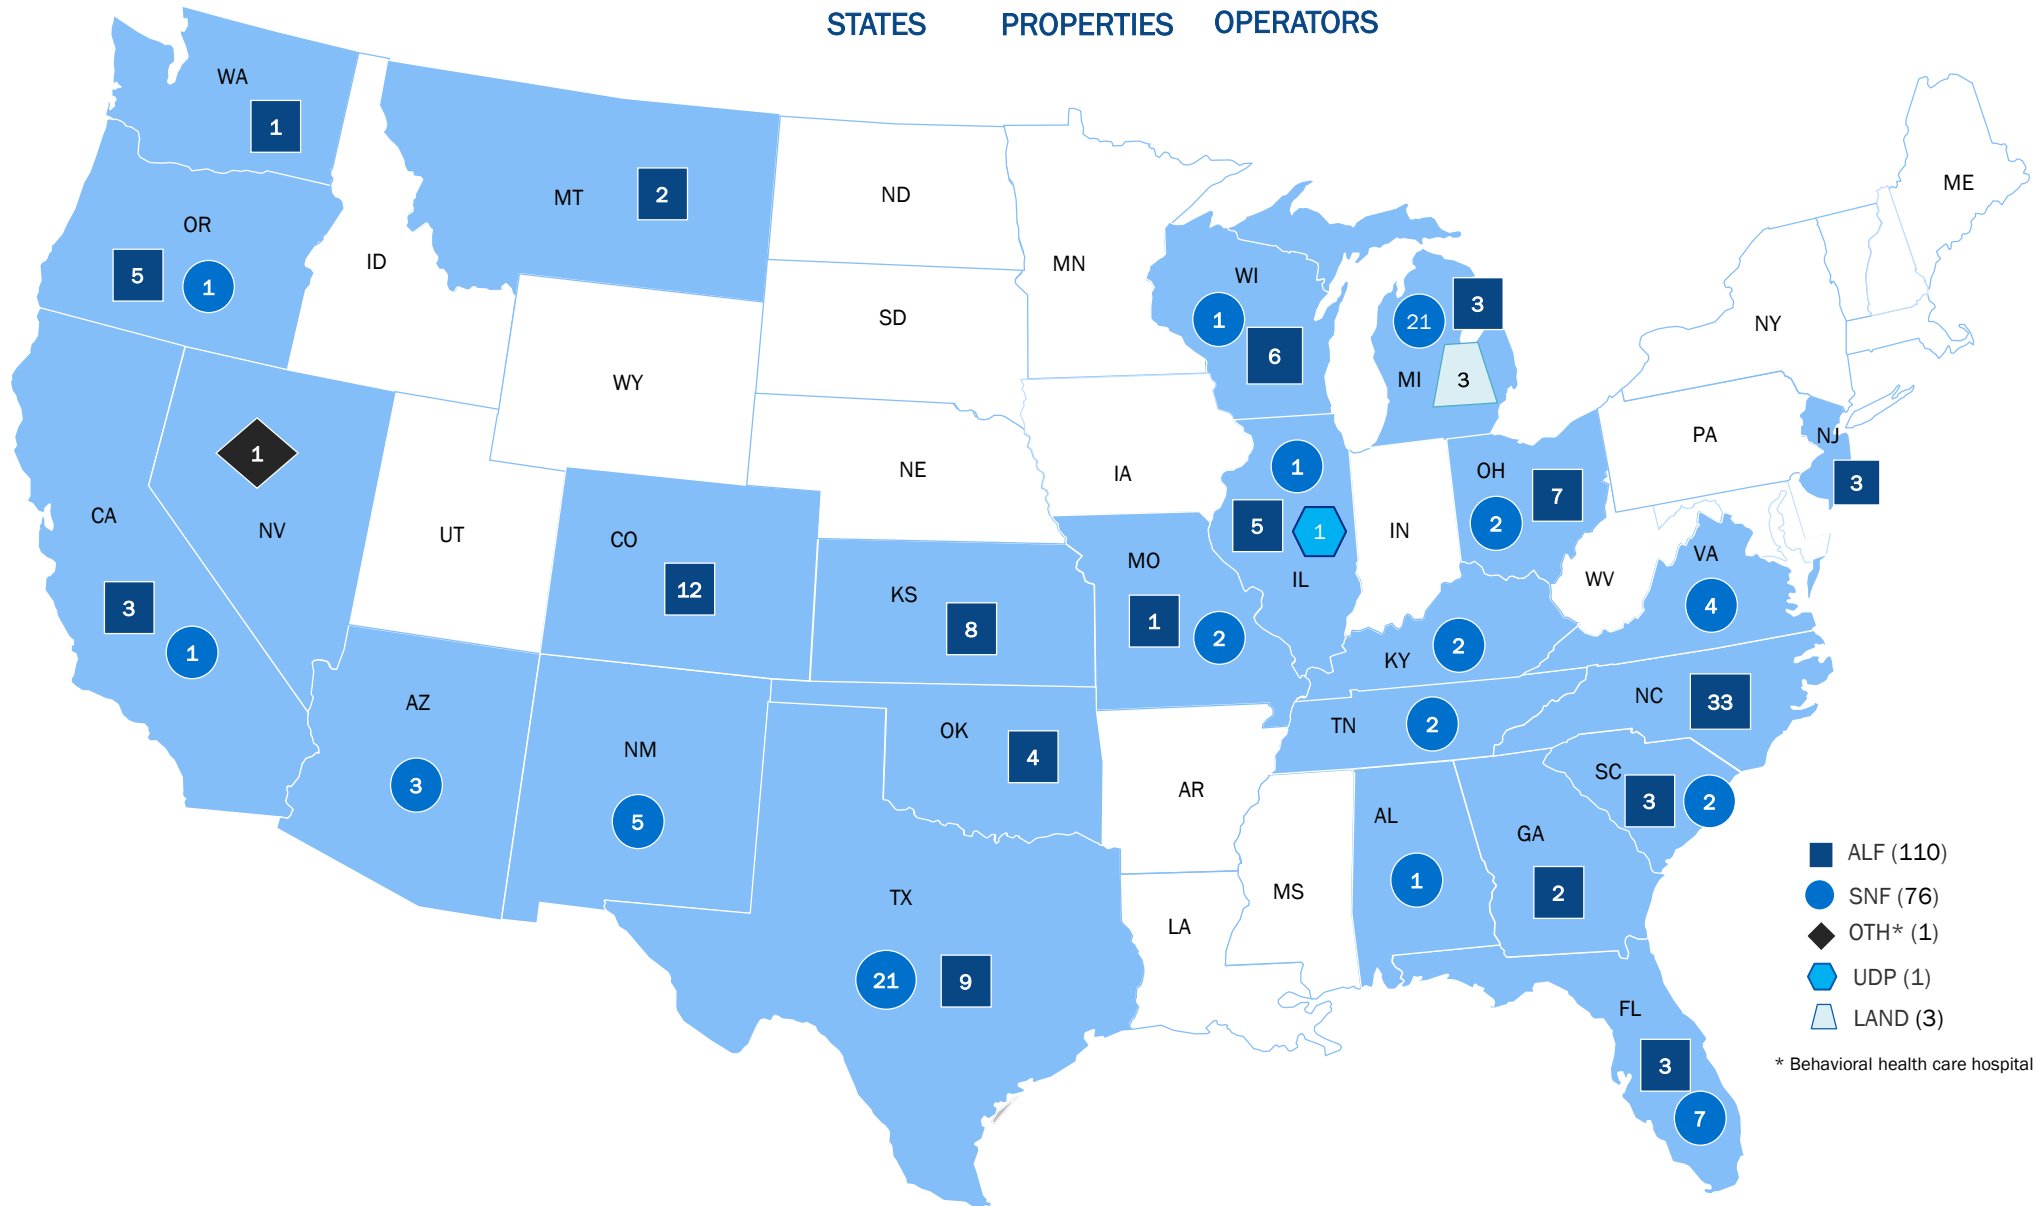 STATES PROPERTIES OPERATORS
WA
1
MT
2
ND
MN
ME
OR
5 1
ID
SD
WI
1
6
21
3
MI
3
NY
WY
NV
1
CA
3
1
UT
CO
12
NE
IA
IL
1
5
1
IN
OH
2
7
PA
NJ
3
KS
8
MO
1
2
WV
VA
4
KY
2
AZ
3
NM
5
OK
4
AR
TN
2
NC
33
SC
3
2
TX
21
9
LA
MS
AL
1
GA
2
FL
3
7
ALF (110)
SNF (76)
OTH* (1)
UDP (1)
LAND (3)
* Behavioral health care hospital